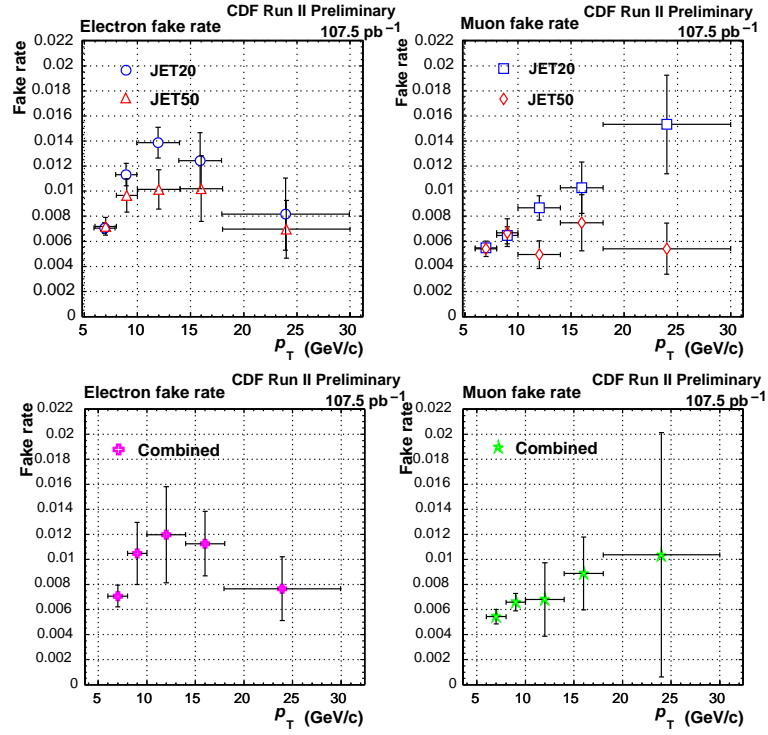 Electron fake rate
CDF Run II Preliminary
107.5 pb−1
Fake rate
0.022
0.02
0.018
0.016
0.014
0.012
0.01
0.008
0.006
0.004
0.002
0
JET20
JET50
5 10 15 20 25 30
pT (GeV/c)
Muon fake rate
CDF Run II Preliminary
107.5 pb−1
Fake rate
0.022
0.02
0.018
0.016
0.014
0.012
0.01
0.008
0.006
0.004
0.002
0
JET20
JET50
5 10 15 20 25 30
pT (GeV/c)
Electron fake rate
CDF Run II Preliminary
107.5 pb−1
Fake rate
0.022
0.02
0.018
0.016
0.014
0.012
0.01
0.008
0.006
0.004
0.002
0
Combined
5 10 15 20 25 30
pT (GeV/c)
Muon fake rate
CDF Run II Preliminary
107.5 pb−1
Fake rate
0.022
0.02
0.018
0.016
0.014
0.012
0.01
0.008
0.006
0.004
0.002
0
Combined
5 10 15 20 25 30
pT (GeV/c)